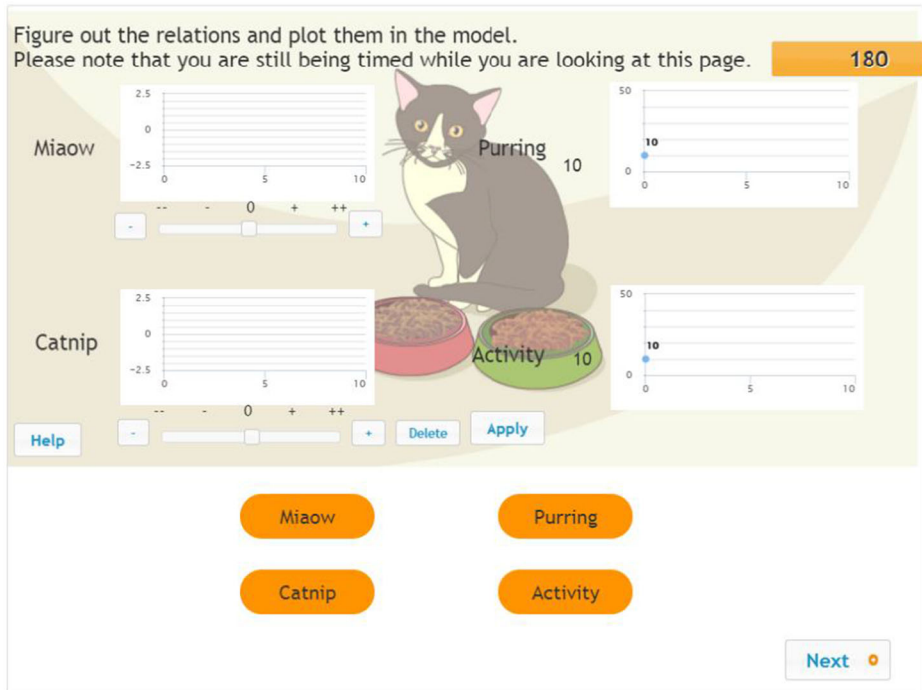 Figure out the relations and plot them in the model.
Please note that you are still being timed while you are looking at this page.
180
Miaow
2.5
0
-2.5
0 5 10
-- - 0 + ++
- +
Purring
10
50
10
0
0 5 10
Catnip
2.5
0
-2.5
0 5 10
-- - 0 + ++
- +
Activity
10
50
10
0
0 5 10
Help
Delete
Apply
Miaow
Purring
Catnip
Activity
Next